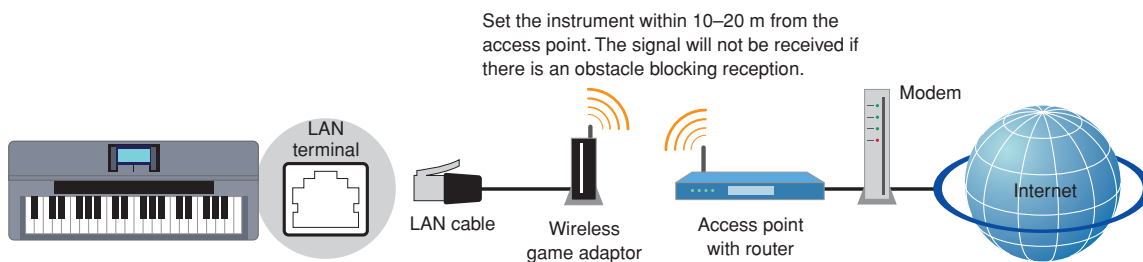 Set the instrument within 10–20 m from the
access point. The signal will not be received if
there is an obstacle blocking reception.
Modem
LAN
terminal
Internet
LAN cable
Wireless
game adaptor
Access point
with router